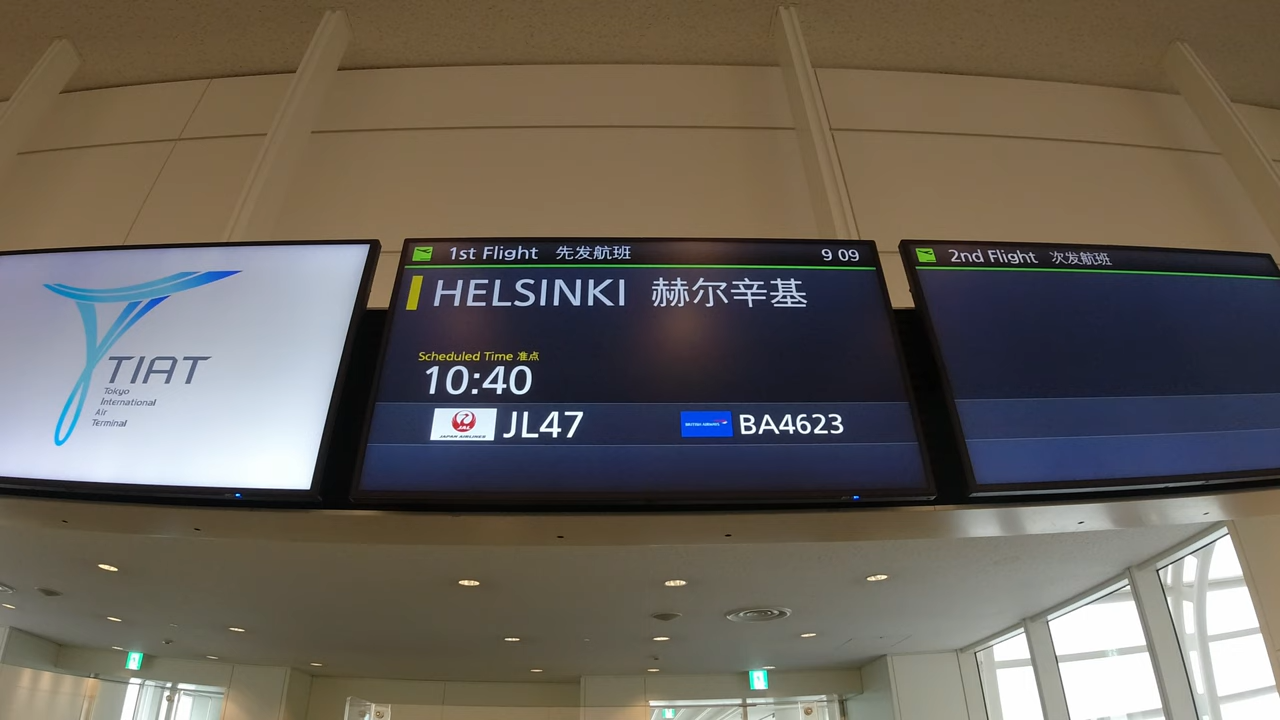 TIAT
Tokyo
International
Air
Terminal
1st Flight 先发航班 9 09
HELSINKI 赫尔辛基
Scheduled Time 准点
10:40
JAPAN AIRLINES JL47 BRITISH AIRWAYS BA4623
2nd Flight 次发航班